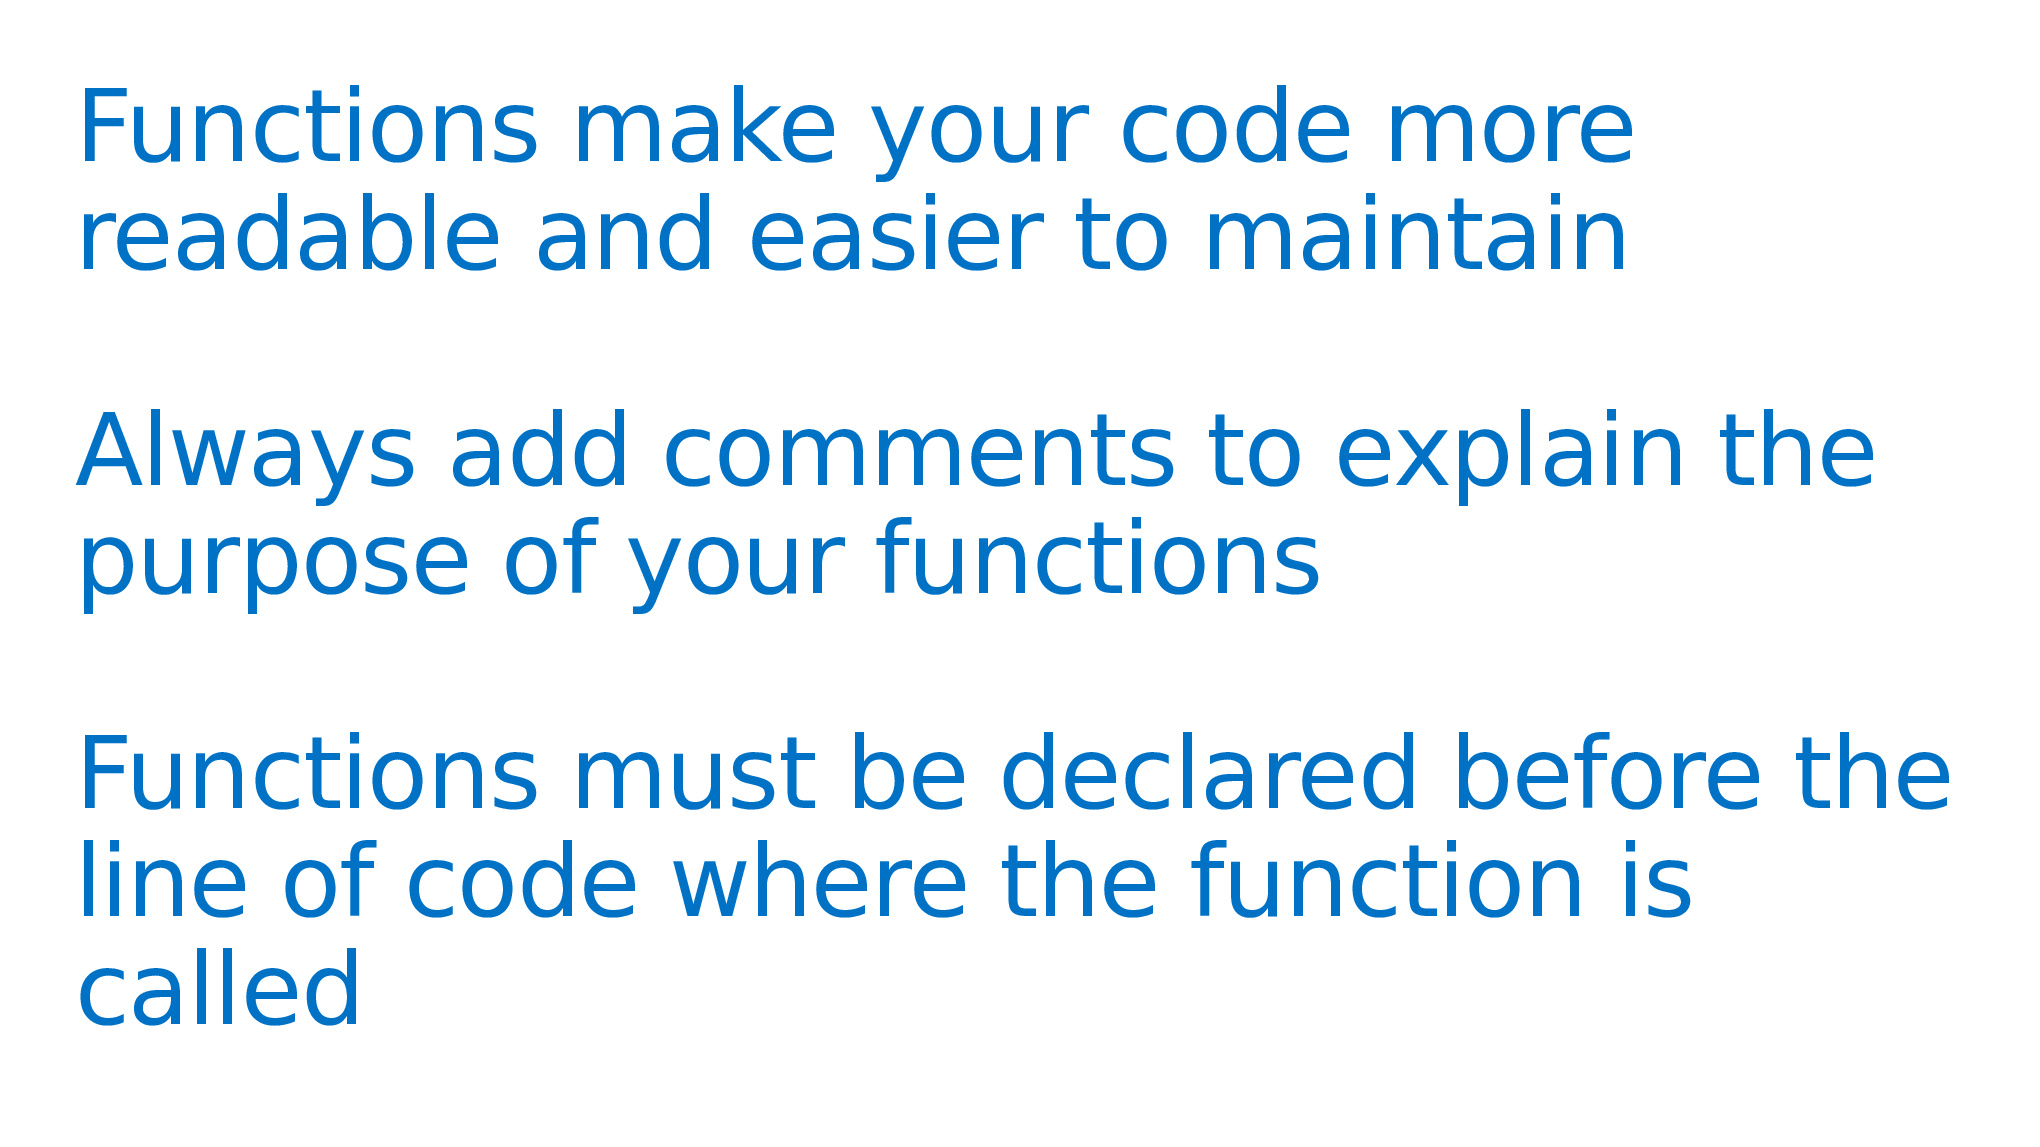 Functions make your code more
readable and easier to maintain
Always add comments to explain the
purpose of your functions
Functions must be declared before the
line of code where the function is
called